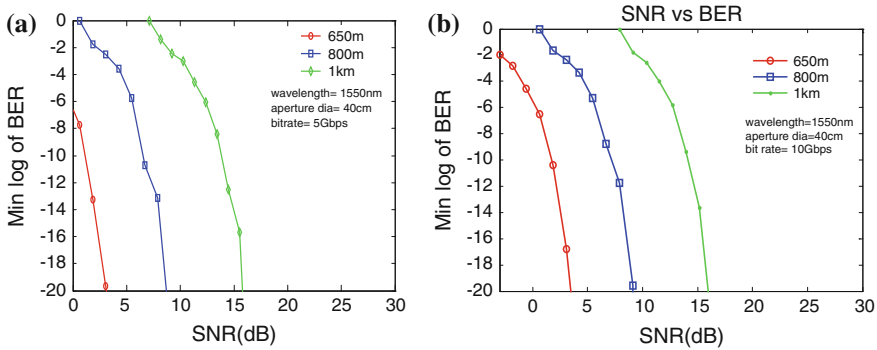 (a)
0
-2
-4
-6
-8
-10
-12
-14
-16
-18
-20
Min log of BER
0
5
10
15
20
25
30
SNR(dB)
650m
800m
1km
wavelength= 1550nm
aperture dia= 40cm
bitrate= 5Gbps
(b)
SNR vs BER
0
-2
-4
-6
-8
-10
-12
-14
-16
-18
-20
Min log of BER
0
5
10
15
20
25
30
SNR(dB)
650m
800m
1km
wavelength=1550nm
aperture dia=40cm
bit rate= 10Gbps